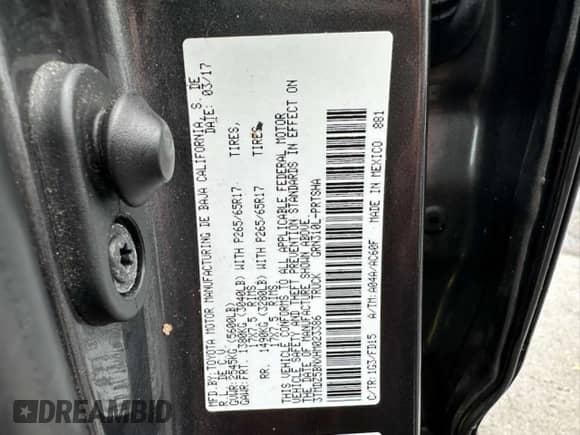 MFD.BY:TOYOTA MOTOR MANUFACTURING DE BAJA CALIFORNIA, S. DE
R.L. DE C.V. DATE: 03/17
GVWR: 2545KG (5600LB)
GAWR: FRT. 1380KG (3040LB) WITH P265/65R17 TIRES,
17X7.5 RIMS.
RR. 1490KG (3280LB) WITH P265/65R17 TIRES,
17X7.5 RIMS.
THIS VEHICLE CONFORMS TO ALL APPLICABLE FEDERAL MOTOR
VEHICLE SAFETY AND THEFT PREVENTION STANDARDS IN EFFECT ON
THE DATE OF MANUFACTURE SHOWN ABOVE.
3TMDZ5BNXHM023586 TRUCK GRN310L-PRTSHA
C/TR: 1G3/FD15 A/TM: A04A/AC60F MADE IN MEXICO 881
DREAMBID